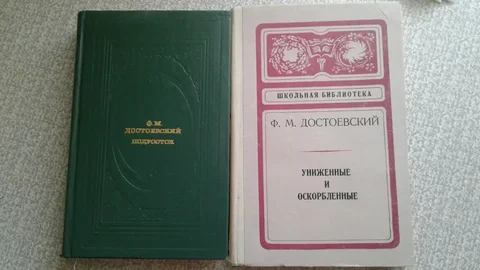 Ф. М.
ДОСТОЕВСКИЙ
ПОДРОСТОК
ШКОЛЬНАЯ БИБЛИОТЕКА
Ф. М. ДОСТОЕВСКИЙ
УНИЖЕННЫЕ
И
ОСКОРБЛЕННЫЕ